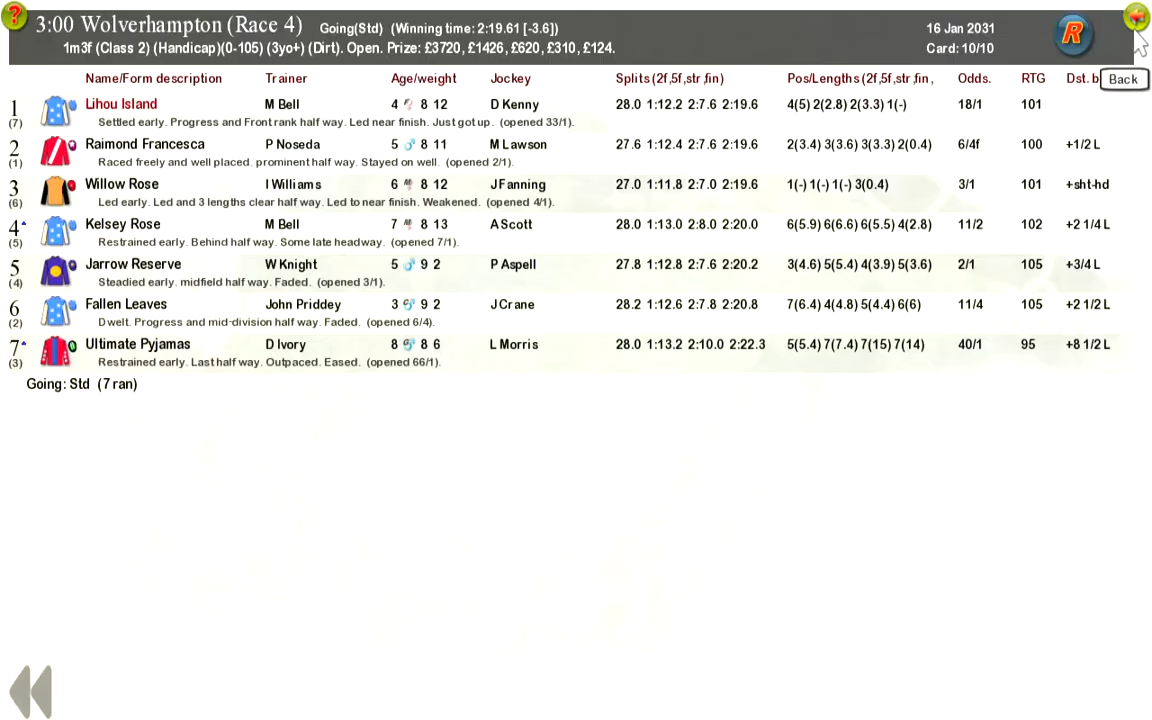 3:00 Wolverhampton (Race 4) Going(Std) (Winning time: 2:19.61 [-3.6]) 16 Jan 2031
1m3f (Class 2) (Handicap)(0-105) (3yo+) (Dirt). Open. Prize: £3720, £1426, £620, £310, £124. Card: 10/10
? R
Name/Form description Trainer Age/weight Jockey Splits(2f,5f,str,fin) Pos/Lengths(2f,5f,str,fin, Odds. RTG Dst. b Back
1 Lihou Island M Bell 4 8 12 D Kenny 28.0 1:12.2 2:7.6 2:19.6 4(5) 2(2.8) 2(3.3) 1(-) 18/1 101
(7) Settled early. Progress and Front rank half way. Led near finish. Just got up. (opened 33/1).
2 Raimond Francesca P Noseda 5 8 11 M Lawson 27.6 1:12.4 2:7.6 2:19.6 2(3.4) 3(3.6) 3(3.3) 2(0.4) 6/4f 100 +1/2 L
(1) Raced freely and well placed. prominent half way. Stayed on well. (opened 2/1).
3 Willow Rose I Williams 6 8 12 J Fanning 27.0 1:11.8 2:7.0 2:19.6 1(-) 1(-) 1(-) 3(0.4) 3/1 101 +sht-hd
(6) Led early. Led and 3 lengths clear half way. Led to near finish. Weakened. (opened 4/1).
4 Kelsey Rose M Bell 7 8 13 A Scott 28.0 1:13.0 2:8.0 2:20.0 6(5.9) 6(6.6) 6(5.5) 4(2.8) 11/2 102 +2 1/4 L
(5) Restrained early. Behind half way. Some late headway. (opened 7/1).
5 Jarrow Reserve W Knight 5 9 2 P Aspell 27.8 1:12.8 2:7.6 2:20.2 3(4.6) 5(5.4) 4(3.9) 5(3.6) 2/1 105 +3/4 L
(4) Steadied early. midfield half way. Faded. (opened 3/1).
6 Fallen Leaves John Priddey 3 9 2 J Crane 28.2 1:12.6 2:7.8 2:20.8 7(6.4) 4(4.8) 5(4.4) 6(6) 11/4 105 +2 1/2 L
(2) Dwelt. Progress and mid-division half way. Faded. (opened 6/4).
7 Ultimate Pyjamas D Ivory 8 8 6 L Morris 28.0 1:13.2 2:10.0 2:22.3 5(5.4) 7(7.4) 7(15) 7(14) 40/1 95 +8 1/2 L
(3) Restrained early. Last half way. Outpaced. Eased. (opened 66/1).
Going: Std (7 ran)